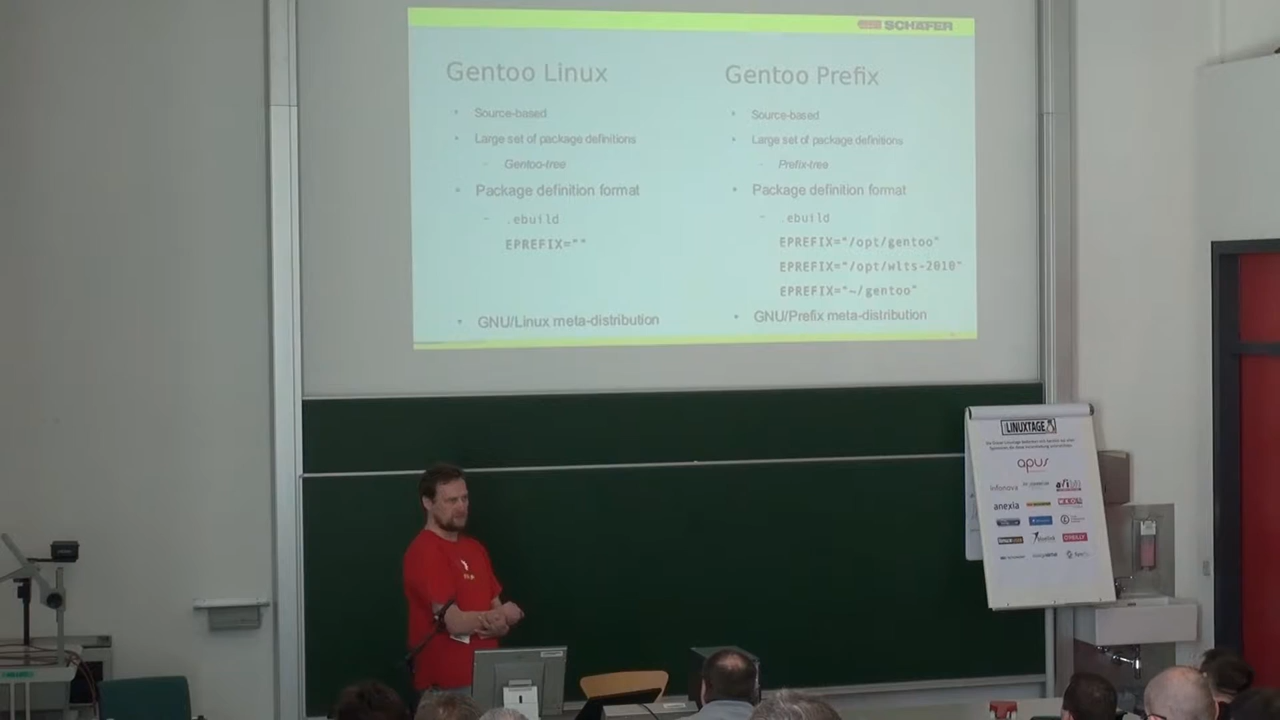 SCHÄFER
Gentoo Linux
• Source-based
• Large set of package definitions
– Gentoo-tree
• Package definition format
– .ebuild
EPREFIX=""
• GNU/Linux meta-distribution
Gentoo Prefix
• Source-based
• Large set of package definitions
– Prefix-tree
• Package definition format
– .ebuild
EPREFIX="/opt/gentoo"
EPREFIX="/opt/wlts-2010"
EPREFIX="~/gentoo"
• GNU/Prefix meta-distribution
LINUXTAGE
apus
infonova
anexia
O'REILLY